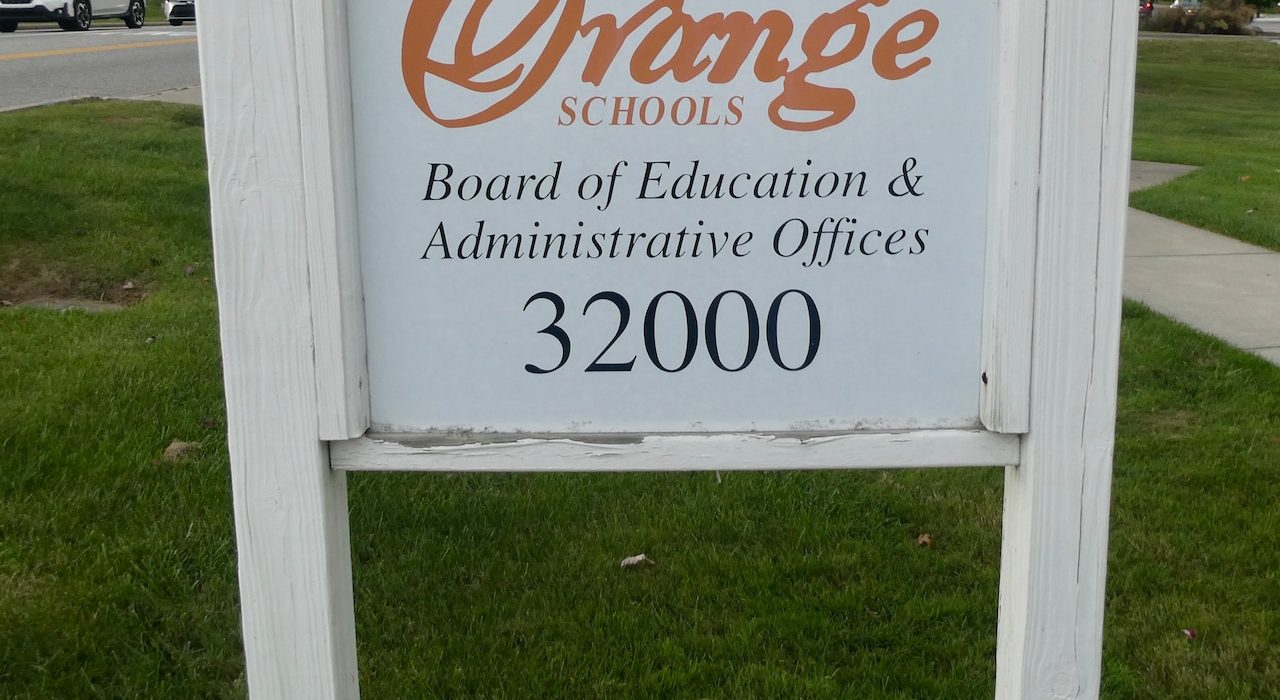 Orange
SCHOOLS
Board of Education &
Administrative Offices
32000